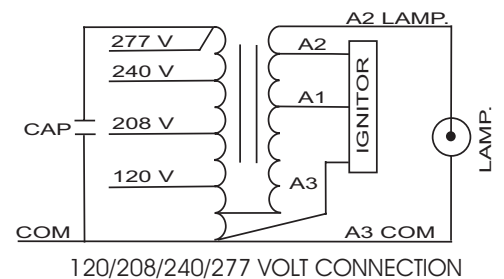 A2 LAMP.
277 V
A2
240 V
A1
IGNITOR
CAP
208 V
LAMP.
120 V
A3
COM
A3 COM
120/208/240/277 VOLT CONNECTION